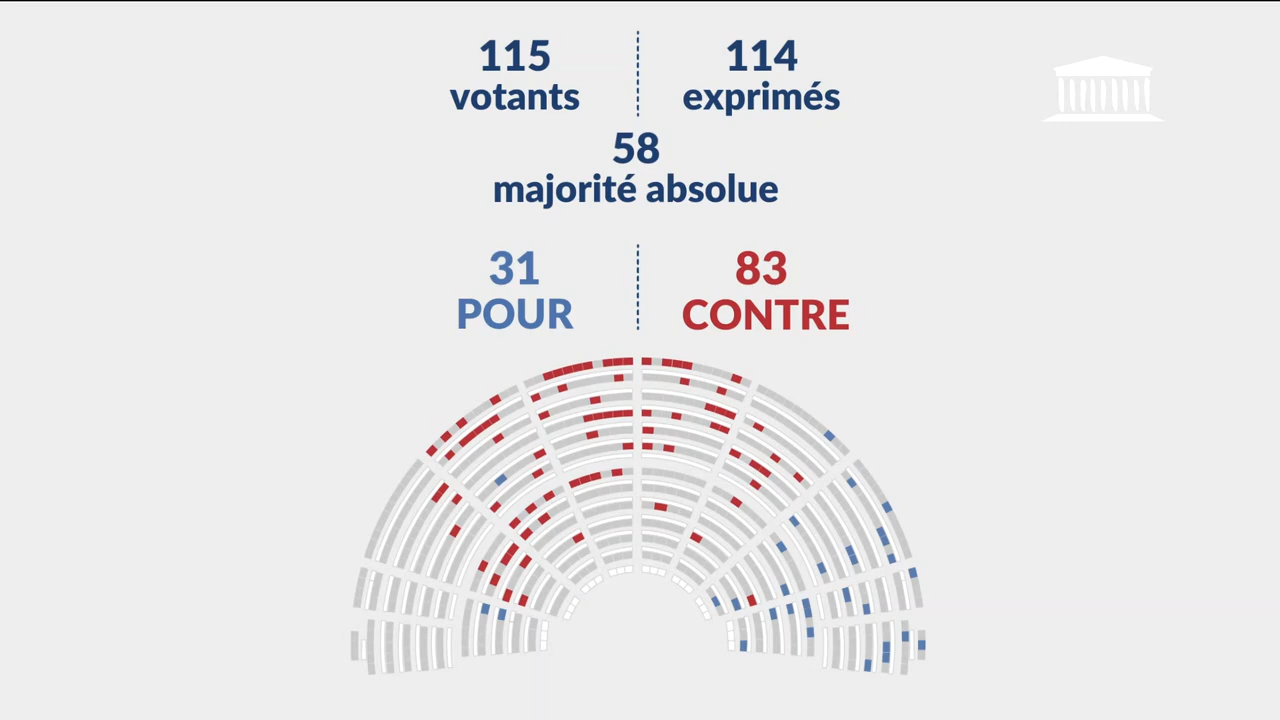 115
votants
114
exprimés
58
majorité absolue
31
POUR
83
CONTRE